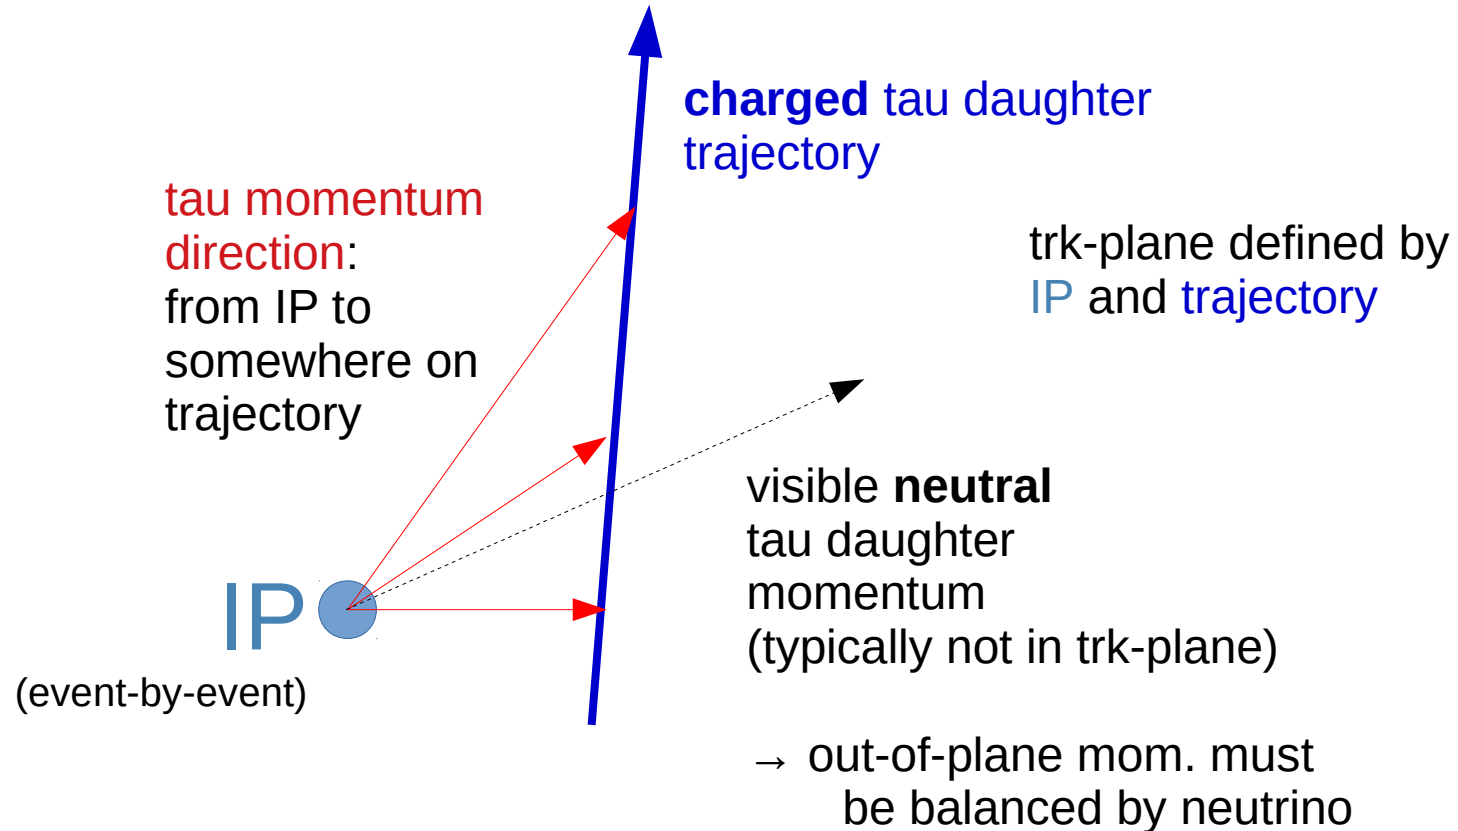 charged tau daughter
trajectory
tau momentum
direction:
from IP to
somewhere on
trajectory
trk-plane defined by
IP and trajectory
visible neutral
tau daughter
momentum
(typically not in trk-plane)
IP
(event-by-event)
→ out-of-plane mom. must
be balanced by neutrino